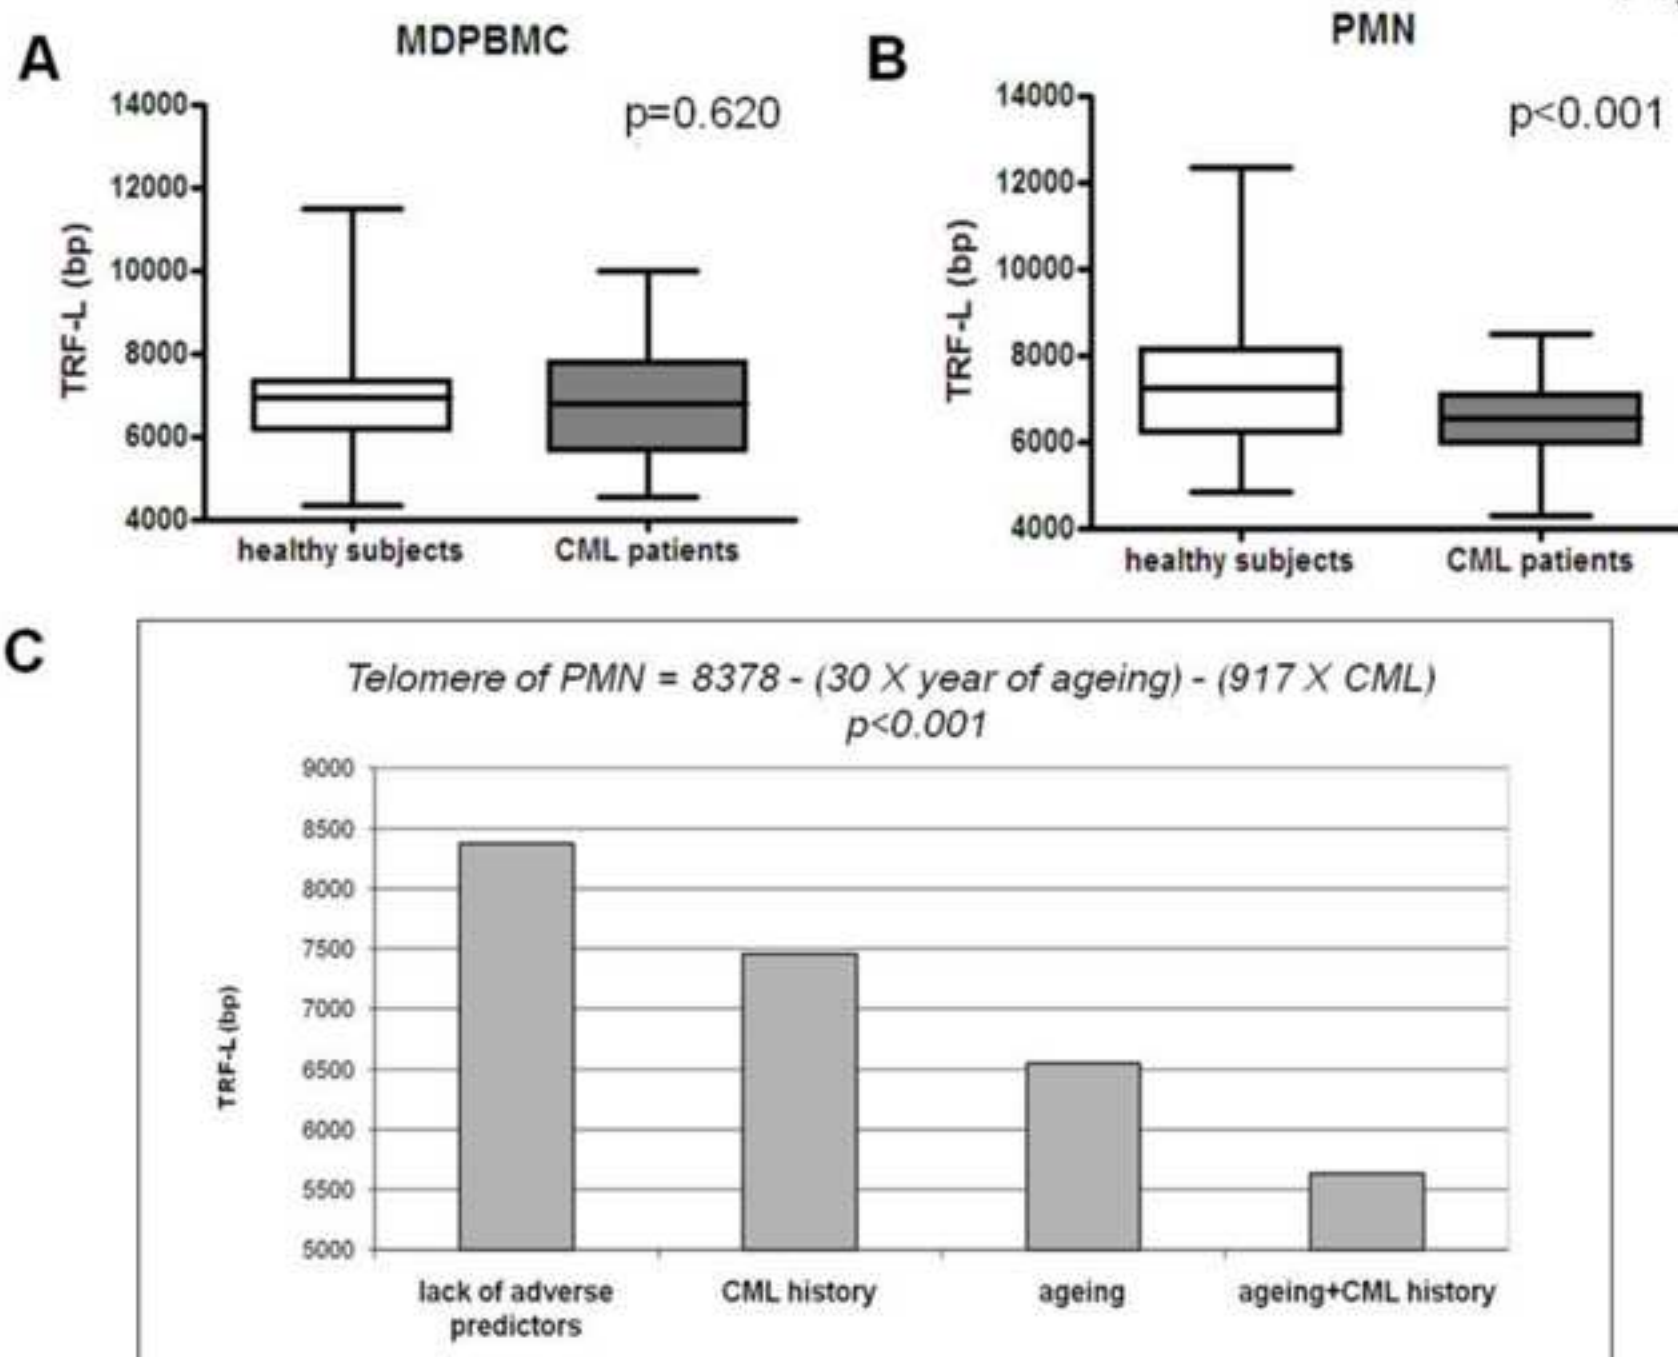 A
MDPBMC
p=0.620
14000
12000
10000
8000
6000
4000
TRF-L (bp)
healthy subjects
CML patients
B
PMN
p<0.001
14000
12000
10000
8000
6000
4000
TRF-L (bp)
healthy subjects
CML patients
C
Telomere of PMN = 8378 - (30 X year of ageing) - (917 X CML)
p<0.001
9000
8500
8000
7500
7000
6500
6000
5500
5000
TRF-L (bp)
lack of adverse
predictors
CML history
ageing
ageing+CML history